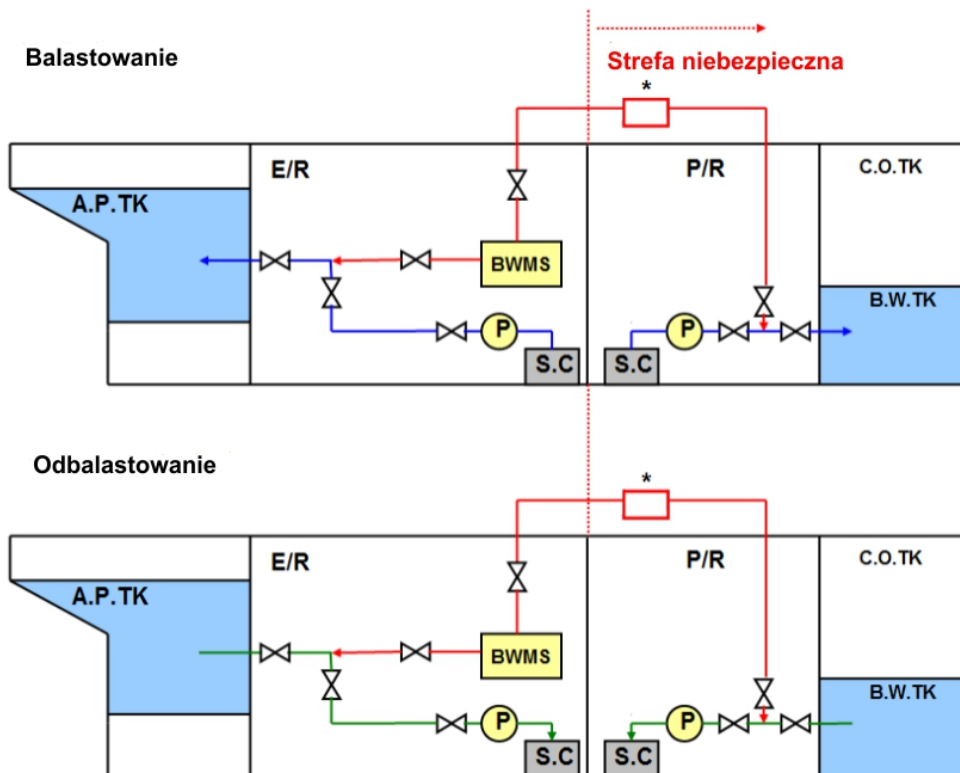 Balastowanie
Strefa niebezpieczna
*
E/R
P/R
C.O.TK
A.P.TK
BWMS
B.W.TK
P
P
S.C
S.C
Odbalastowanie
*
E/R
P/R
C.O.TK
A.P.TK
BWMS
B.W.TK
P
P
S.C
S.C